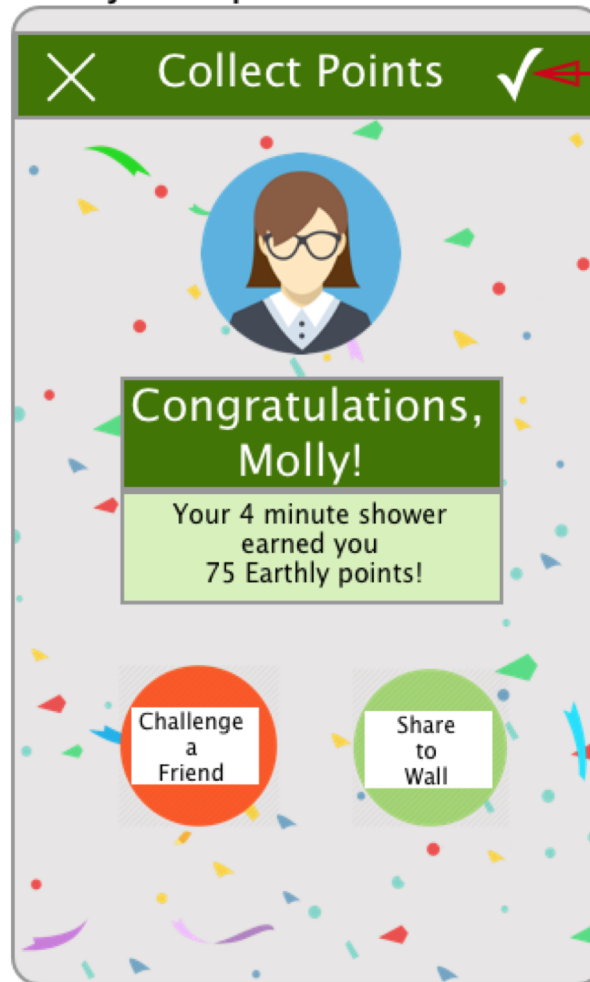 Collect Points
Congratulations,
Molly!
Your 4 minute shower
earned you
75 Earthly points!
Challenge
a
Friend
Share
to
Wall